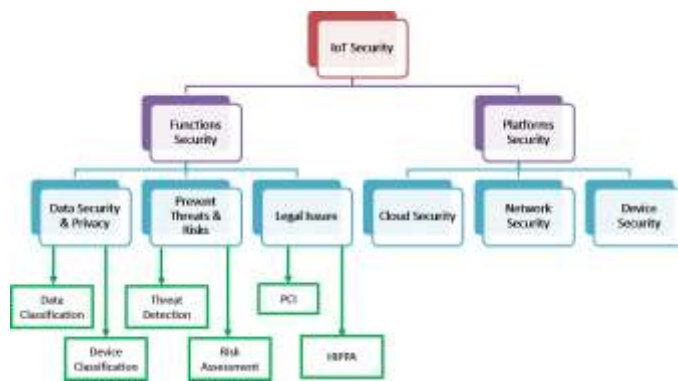 IoT Security
Functions
Security
Platforms
Security
Data Security
& Privacy
Prevent
Threats &
Risks
Legal Issues
Cloud Security
Network
Security
Device
Security
Data
Classification
Threat
Detection
PCI
Device
Classification
Risk
Assessment
HIPPA